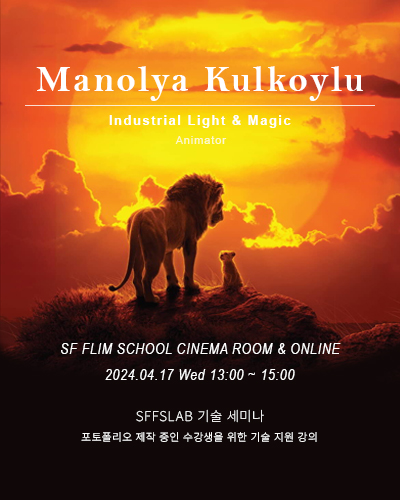 Manolya Kulkoylu
Industrial Light & Magic
Animator
SF FLIM SCHOOL CINEMA ROOM & ONLINE
2024.04.17 Wed 13:00 ~ 15:00
SFFSLAB 기술 세미나
포토폴리오 제작 중인 수강생을 위한 기술 지원 강의